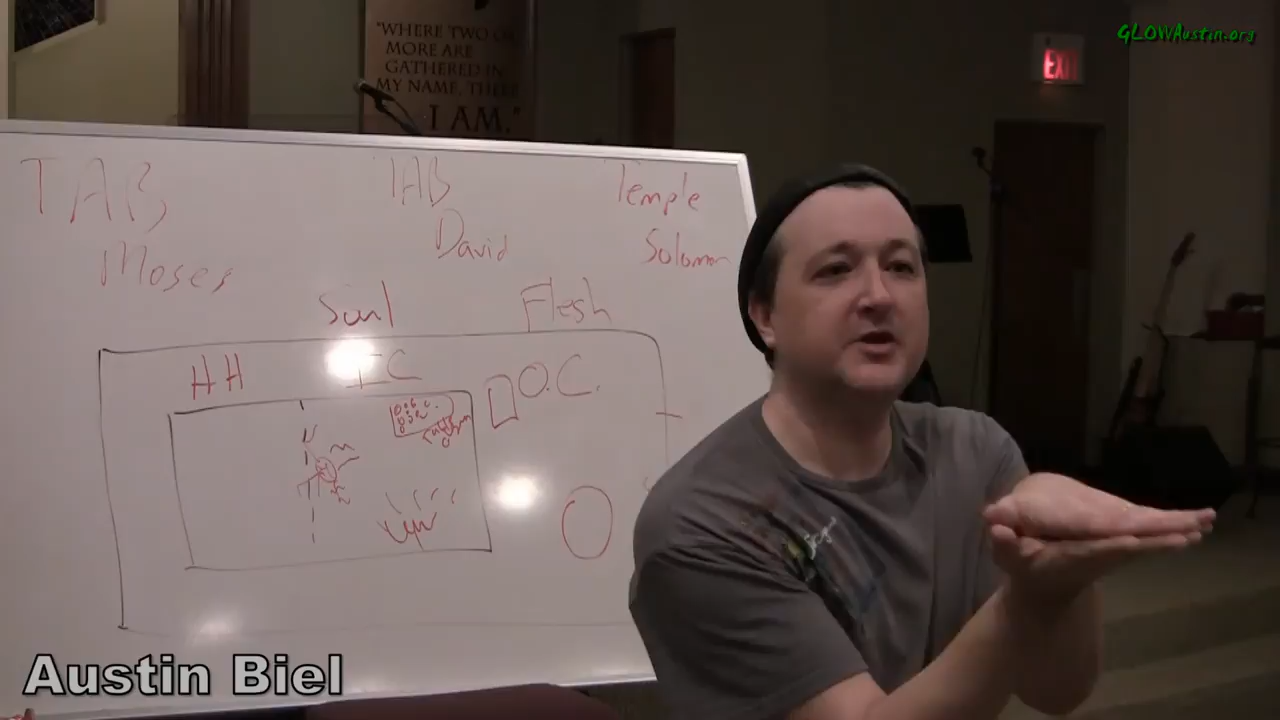 "WHERE TWO OR
MORE ARE
GATHERED IN
MY NAME, THERE
I AM."
GLOWAustin.org
EXIT
TAB
Moses
TAB
David
Temple
Solomon
Soul
Flesh
HH
IC
O.C.
Austin Biel